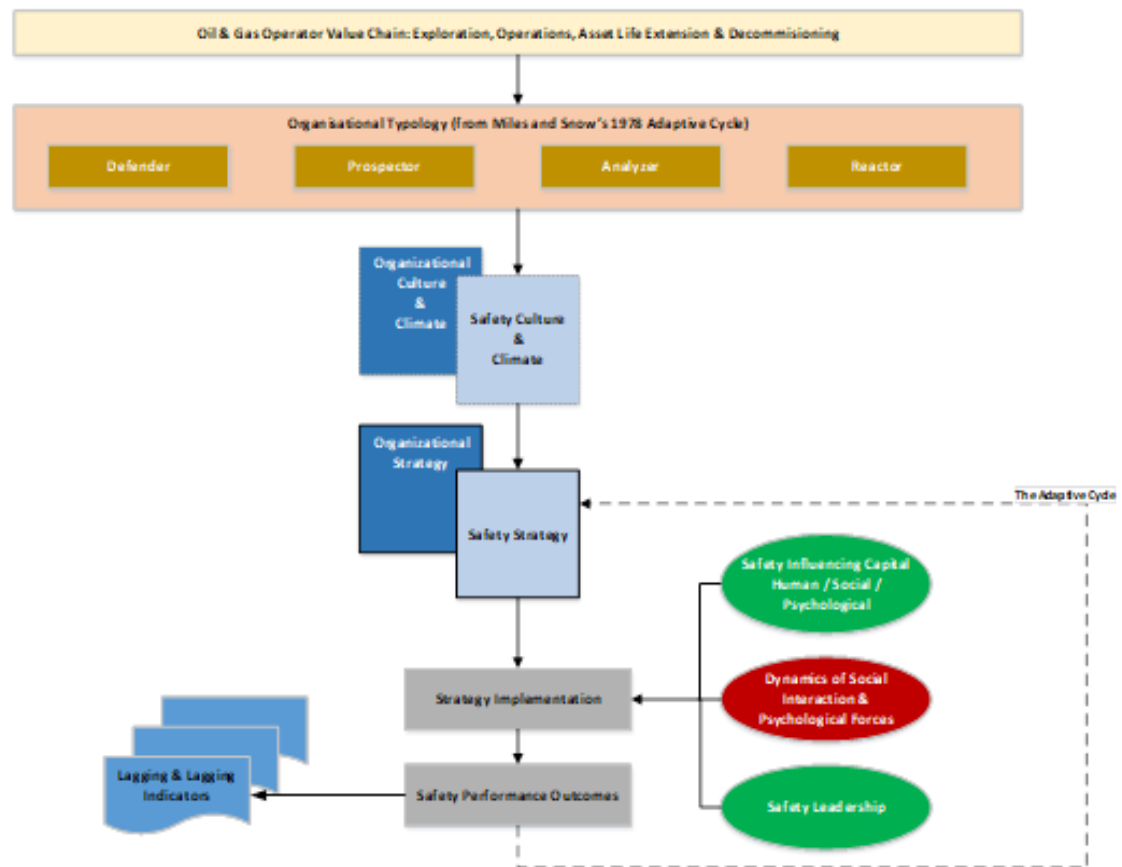 Oil & Gas Operator Value Chain: Exploration, Operations, Asset Life Extension & Decommisioning
Organisational Typology (from Miles and Snow's 1978 Adaptive Cycle)
Defender
Prospector
Analyzer
Reactor
Organizational
Culture
&
Climate
Safety Culture
&
Climate
Organizational
Strategy
The Adaptive Cycle
Safety Strategy
Safety Influencing Capital
Human / Social /
Psychological
Strategy Implementation
Dynamics of Social
Interaction &
Psychological Forces
Lagging & Lagging
Indicators
Safety Performance Outcomes
Safety Leadership